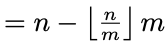 = n − ⌊n/m⌋ m